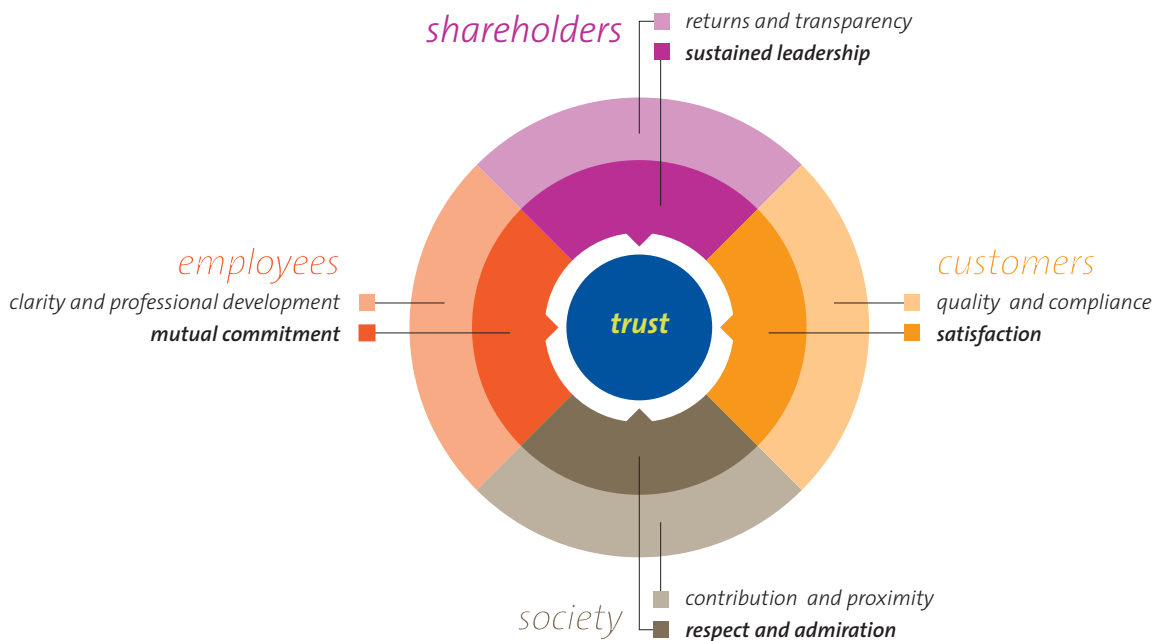 shareholders
returns and transparency
sustained leadership
employees
clarity and professional development
mutual commitment
trust
customers
quality and compliance
satisfaction
society
contribution and proximity
respect and admiration